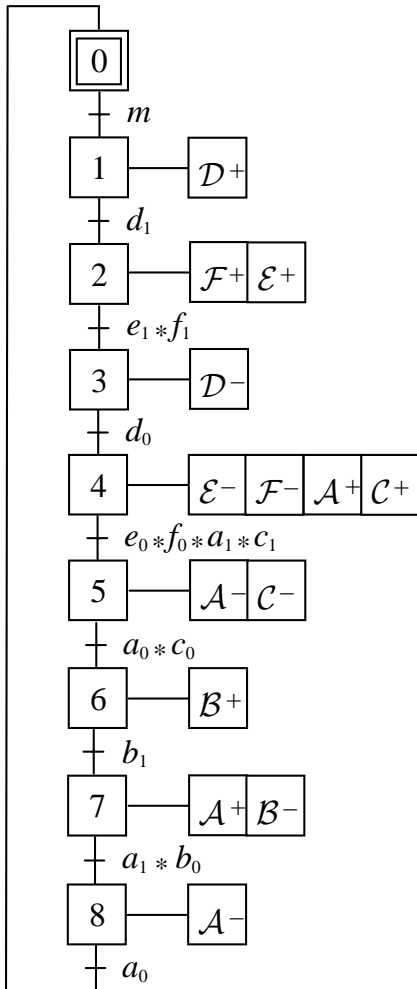 0
m
1 𝒟+
d₁
2 ℱ+ ℰ+
e₁*f₁
3 𝒟−
d₀
4 ℰ− ℱ− 𝒜+ 𝒞+
e₀*f₀*a₁*c₁
5 𝒜− 𝒞−
a₀*c₀
6 ℬ+
b₁
7 𝒜+ ℬ−
a₁*b₀
8 𝒜−
a₀